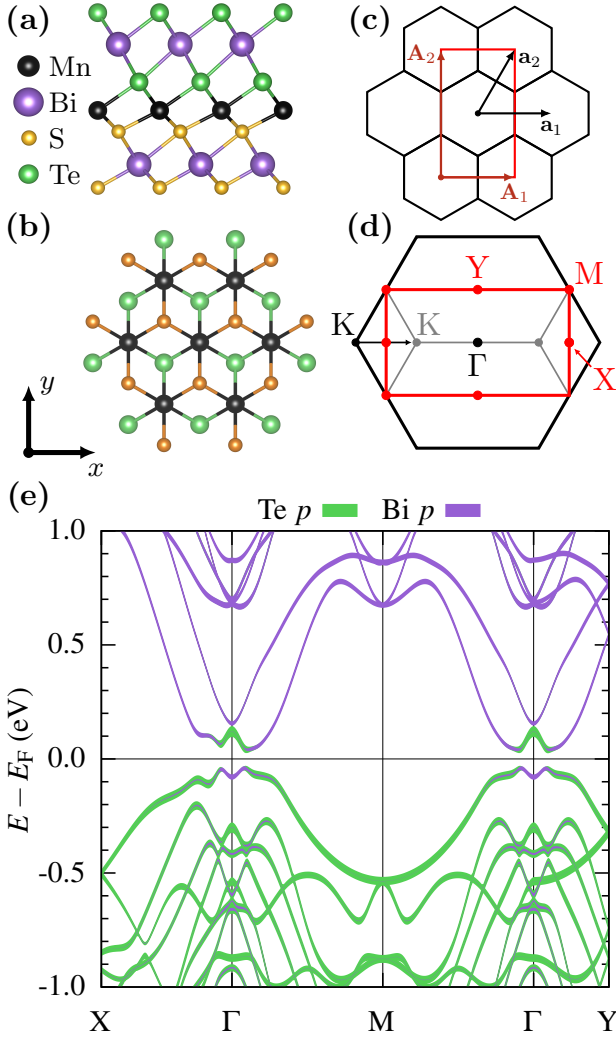 (a)
Mn
Bi
S
Te
(b)
y
x
(c)
A₂
a₂
a₁
A₁
(d)
Y
M
K
K
Γ
X
(e)
Te p
Bi p
1.0
0.5
0.0
-0.5
-1.0
E − E_F (eV)
X Γ M Γ Y